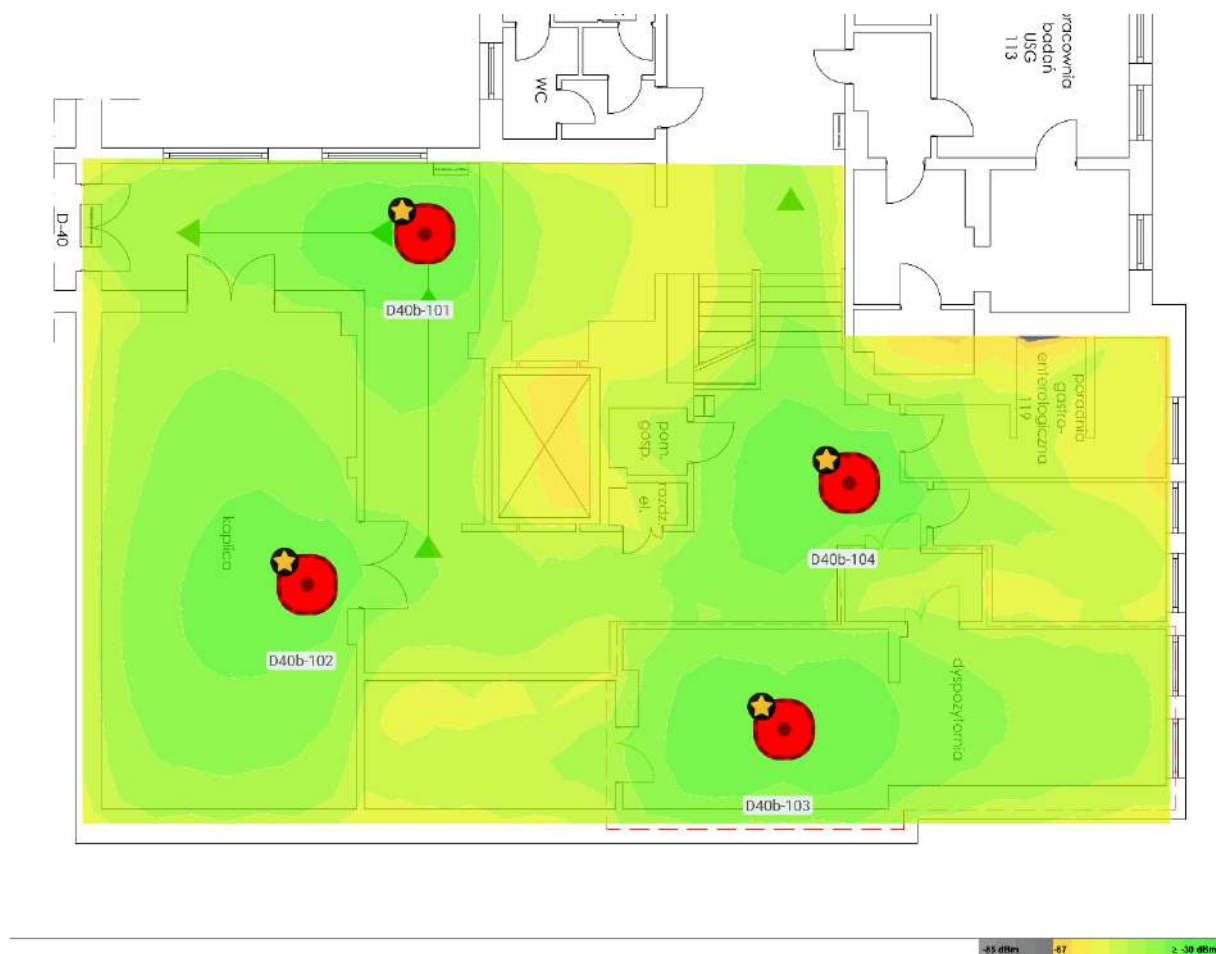 pracownia
badań
USG
113
WC
D-40
D40b-101
poradnia
gastro-
enterologiczna
119
pom.
gosp.
rozdz.
el.
kaplica
D40b-104
D40b-102
dyspozytornia
D40b-103
-85 dBm
-67
≥ -30 dBm